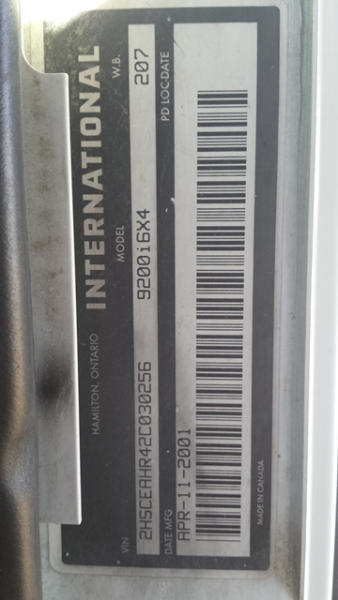 INTERNATIONAL
HAMILTON, ONTARIO
MODEL
W.B.
VIN
2HSCEAHR42C030256
9200i6X4
207
DATE MFG
PD LOC-DATE
APR-11-2001
MADE IN CANADA